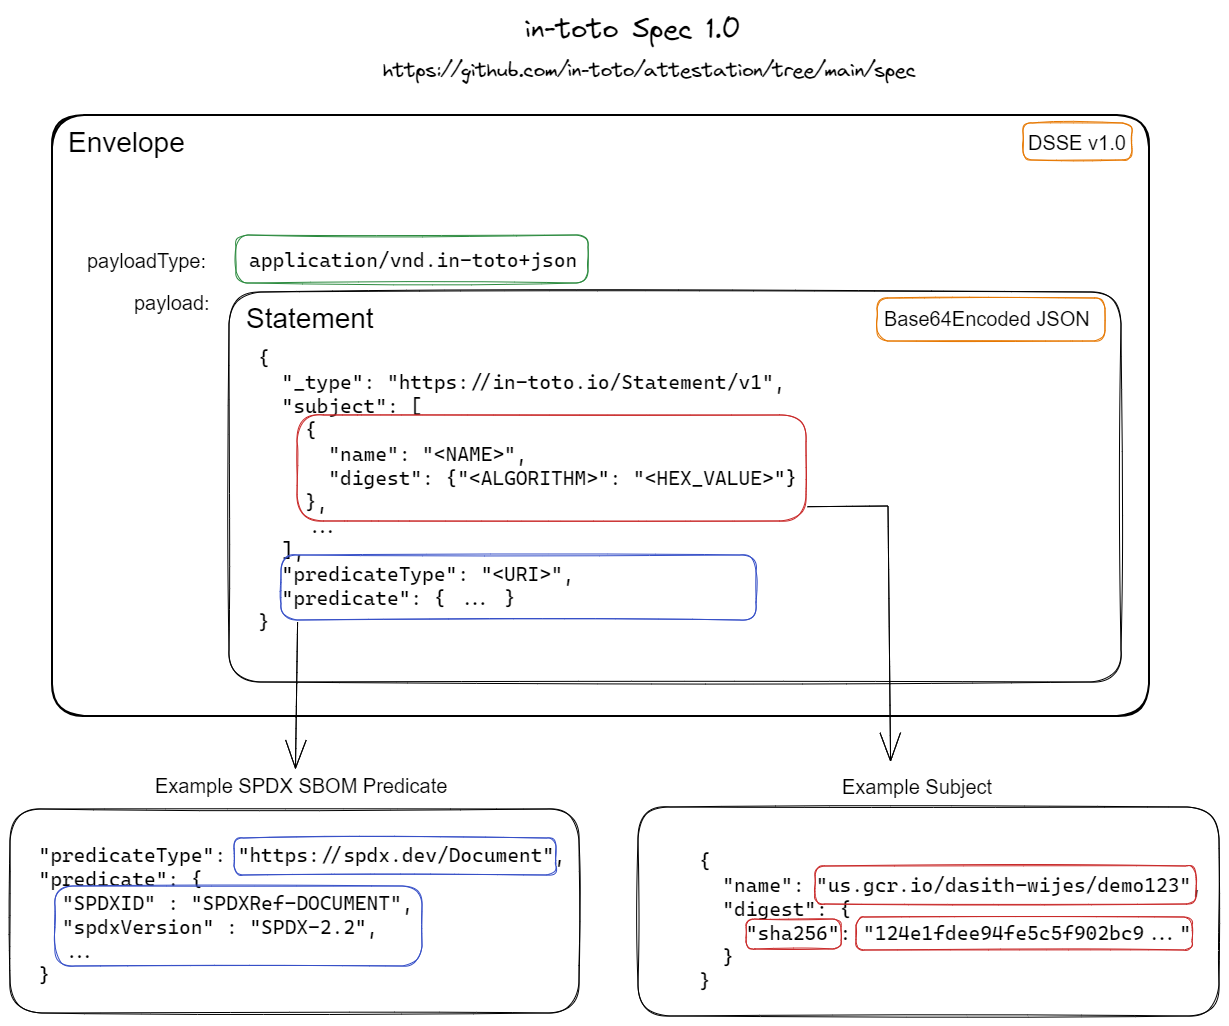 in-toto Spec 1.0
https://github.com/in-toto/attestation/tree/main/spec
Envelope
DSSE v1.0
payloadType:
application/vnd.in-toto+json
payload:
Statement
Base64Encoded JSON
{
"_type": "https://in-toto.io/Statement/v1",
"subject": [
{
"name": "<NAME>",
"digest": {"<ALGORITHM>": "<HEX_VALUE>"}
},
...
],
"predicateType": "<URI>",
"predicate": { ... }
}
Example SPDX SBOM Predicate
"predicateType": "https://spdx.dev/Document",
"predicate": {
"SPDXID" : "SPDXRef-DOCUMENT",
"spdxVersion" : "SPDX-2.2",
...
}
Example Subject
{
"name": "us.gcr.io/dasith-wijes/demo123",
"digest": {
"sha256": "124e1fdee94fe5c5f902bc9..."
}
}